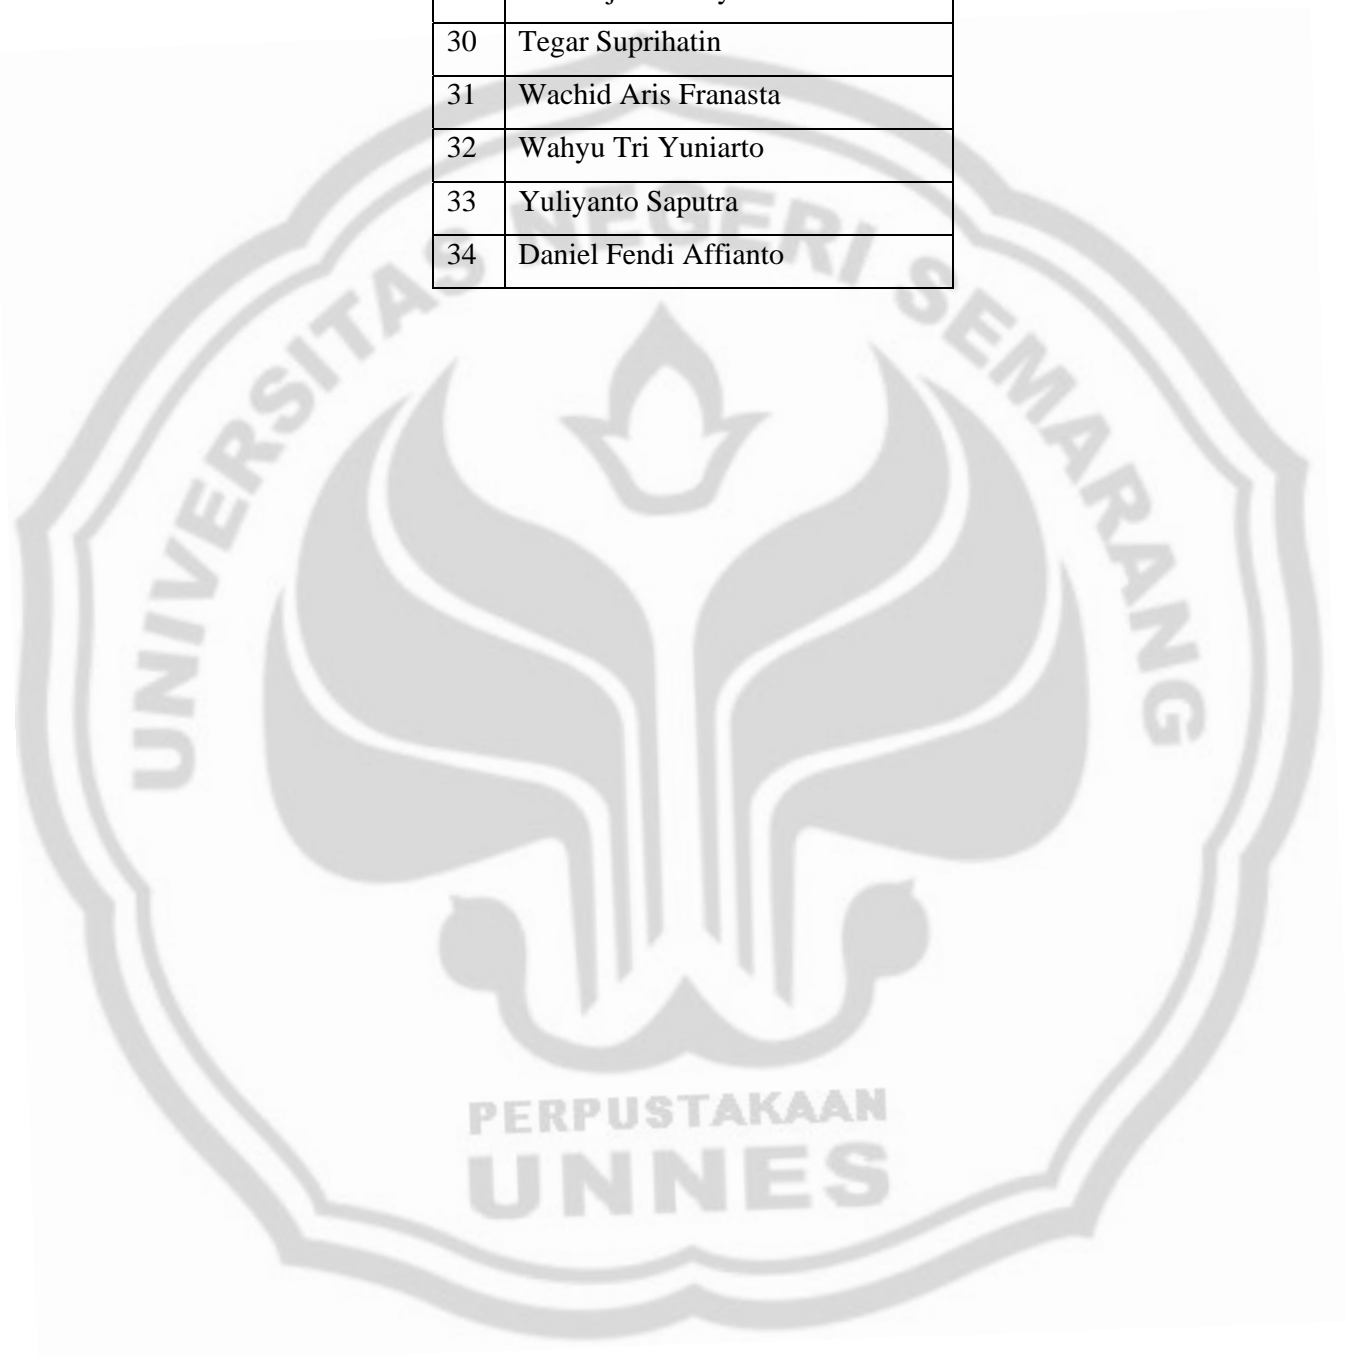 30 Tegar Suprihatin
31 Wachid Aris Franasta
32 Wahyu Tri Yuniarto
33 Yuliyanto Saputra
34 Daniel Fendi Affianto
UNIVERSITAS NEGERI SEMARANG
PERPUSTAKAAN
UNNES